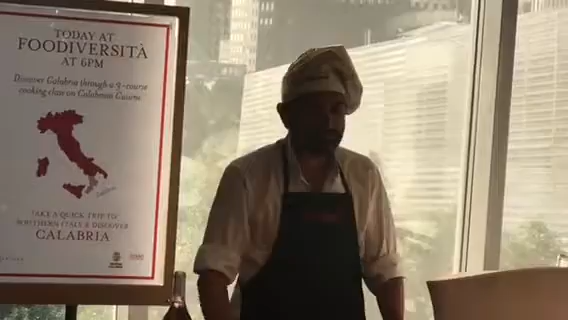 TODAY AT
FOODIVERSITÀ
AT 6PM
Discover Calabria through a 3-course
cooking class on Calabrian Cuisine
TAKE A QUICK TRIP TO
SOUTHERN ITALY & DISCOVER
CALABRIA